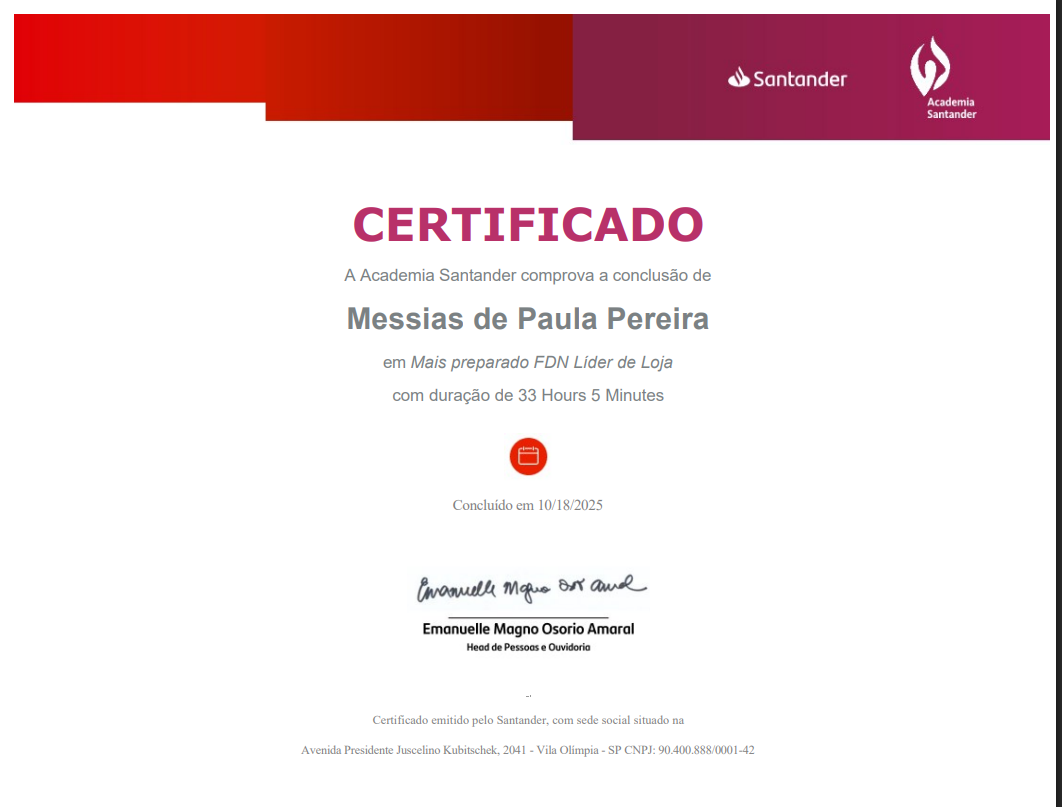 Santander
Academia
Santander
CERTIFICADO
A Academia Santander comprova a conclusão de
Messias de Paula Pereira
em Mais preparado FDN Líder de Loja
com duração de 33 Hours 5 Minutes
Concluído em 10/18/2025
Emanuelle Magno Osorio Amaral
Emanuelle Magno Osorio Amaral
Head de Pessoas e Ouvidoria
Certificado emitido pelo Santander, com sede social situado na
Avenida Presidente Juscelino Kubitschek, 2041 - Vila Olímpia - SP CNPJ: 90.400.888/0001-42